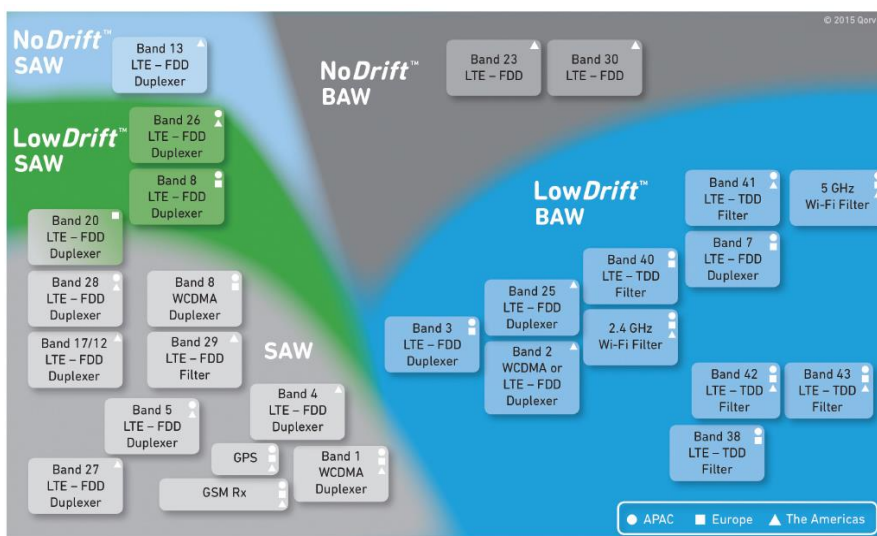 © 2015 Qorv
NoDrift™
SAW
Band 13
LTE – FDD
Duplexer
NoDrift™
BAW
Band 23
LTE – FDD
Band 30
LTE – FDD
LowDrift™
SAW
Band 26
LTE – FDD
Duplexer
Band 8
LTE – FDD
Duplexer
Band 20
LTE – FDD
Duplexer
LowDrift™
BAW
Band 41
LTE – TDD
Filter
5 GHz
Wi-Fi Filter
Band 7
LTE – FDD
Duplexer
Band 40
LTE – TDD
Filter
Band 25
LTE – FDD
Duplexer
2.4 GHz
Wi-Fi Filter
Band 3
LTE – FDD
Duplexer
Band 2
WCDMA or
LTE – FDD
Duplexer
Band 42
LTE – TDD
Filter
Band 43
LTE – TDD
Filter
Band 38
LTE – TDD
Filter
SAW
Band 28
LTE – FDD
Duplexer
Band 8
WCDMA
Duplexer
Band 17/12
LTE – FDD
Duplexer
Band 29
LTE – FDD
Filter
Band 4
LTE – FDD
Duplexer
Band 5
LTE – FDD
Duplexer
GPS
Band 1
WCDMA
Duplexer
Band 27
LTE – FDD
Duplexer
GSM Rx
APAC
Europe
The Americas